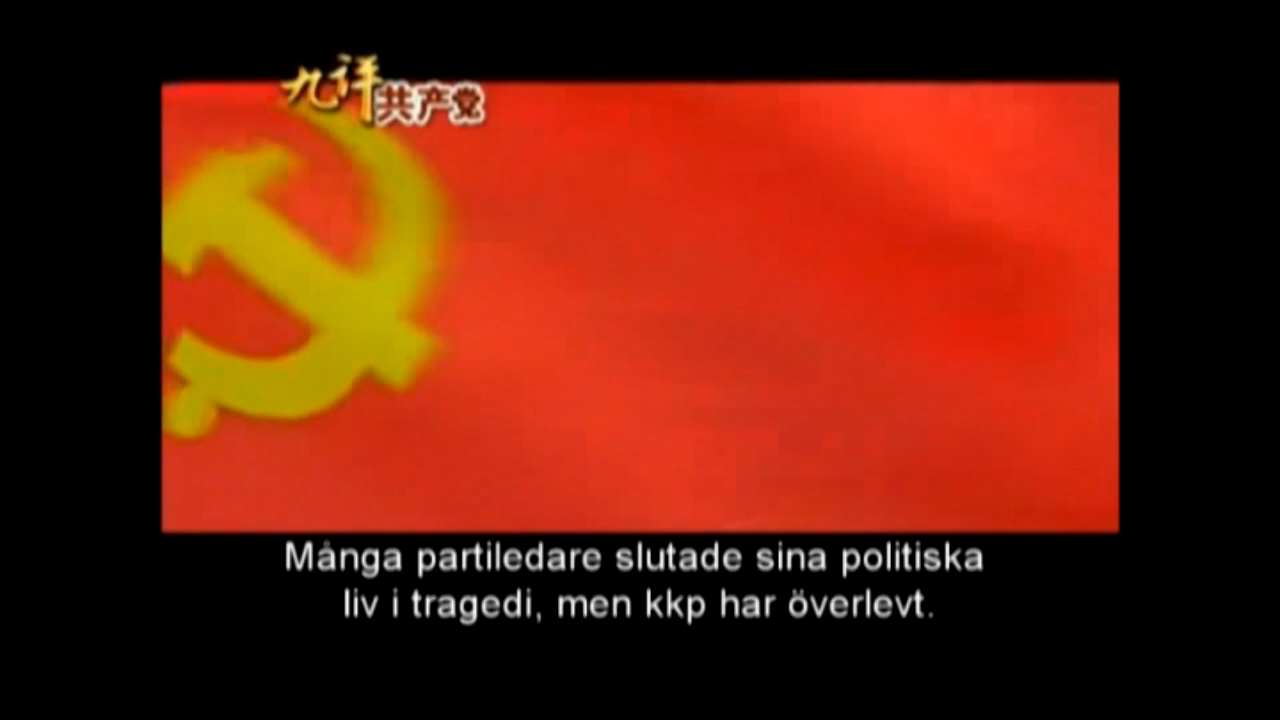 九评共产党
Många partiledare slutade sina politiska
liv i tragedi, men kkp har överlevt.